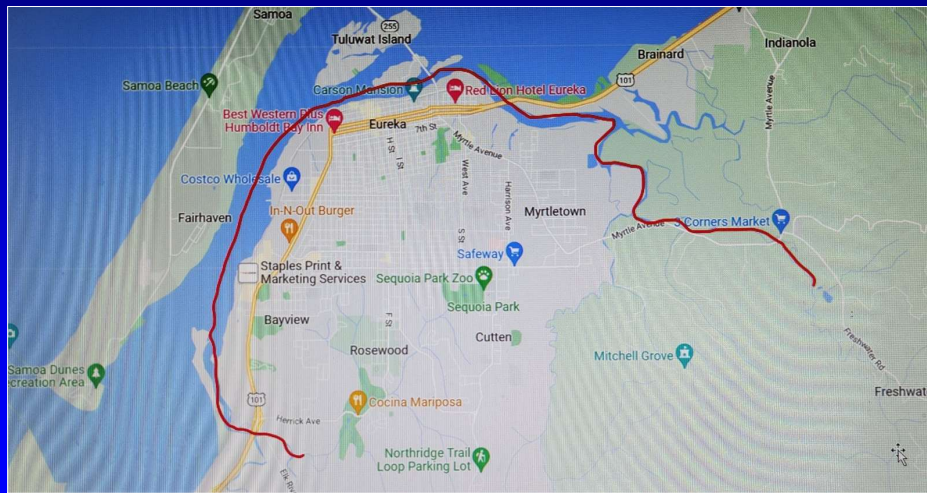 Samoa
255
Tuluwat Island
Brainard
Indianola
101
Samoa Beach
Carson Mansion
Red Lion Hotel Eureka
Best Western Plus
Humboldt Bay Inn
Eureka
7th St
Myrtle Avenue
Myrtle Avenue
H St
I St
West Ave
Harrison Ave
Costco Wholesale
Fairhaven
In-N-Out Burger
Myrtletown
Myrtle Avenue
3 Corners Market
S St
Safeway
Staples Print &
Marketing Services
Sequoia Park Zoo
Sequoia Park
Bayview
F St
Rosewood
Cutten
Mitchell Grove
Freshwater Rd
Samoa Dunes
ecreation Area
101
Cocina Mariposa
Freshwat
Herrick Ave
Northridge Trail
Loop Parking Lot
Elk Riv